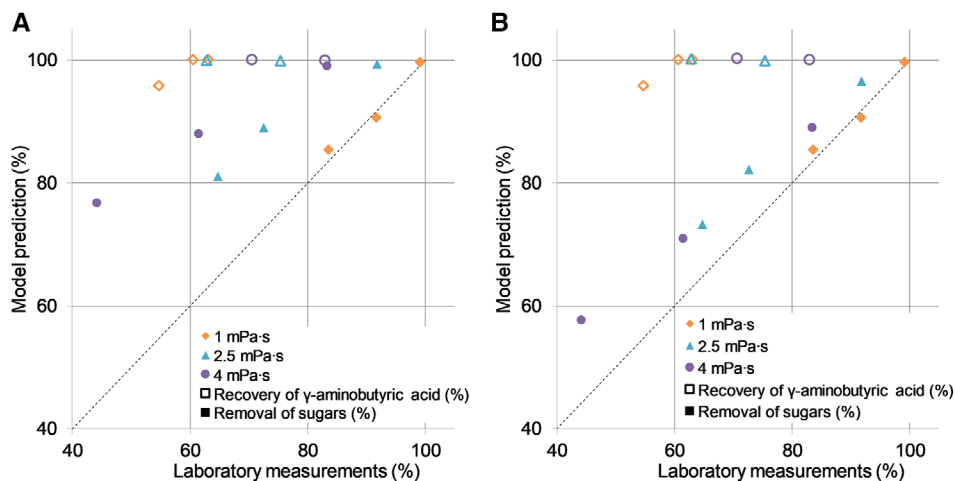 A
Model prediction (%)
100
80
60
40
1 mPa·s
2.5 mPa·s
4 mPa·s
Recovery of γ-aminobutyric acid (%)
Removal of sugars (%)
40 60 80 100
Laboratory measurements (%)
B
Model prediction (%)
100
80
60
40
1 mPa·s
2.5 mPa·s
4 mPa·s
Recovery of γ-aminobutyric acid (%)
Removal of sugars (%)
40 60 80 100
Laboratory measurements (%)